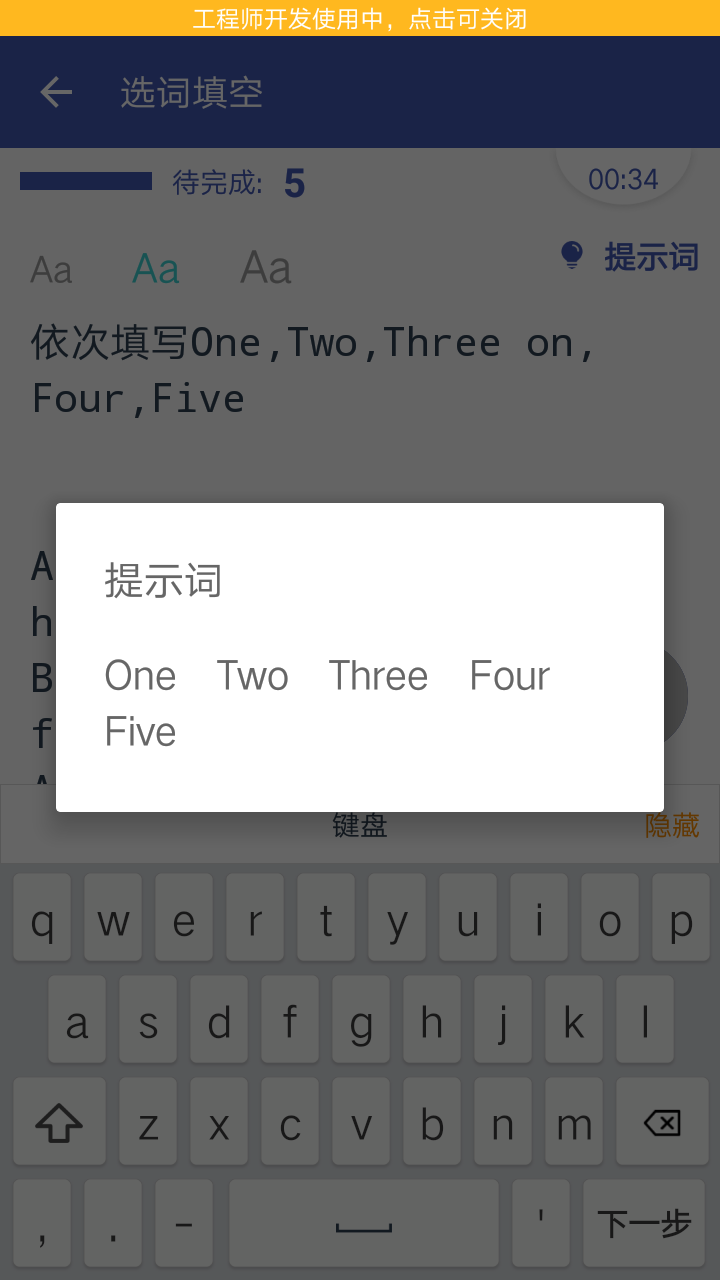 工程师开发使用中，点击可关闭
选词填空
待完成: 5
00:34
Aa Aa Aa
提示词
依次填写One,Two,Three on,
Four,Five
A
h
B
f
提示词
One Two Three Four
Five
键盘
隐藏
q w e r t y u i o p
a s d f g h j k l
z x c v b n m
, . - ' 下一步